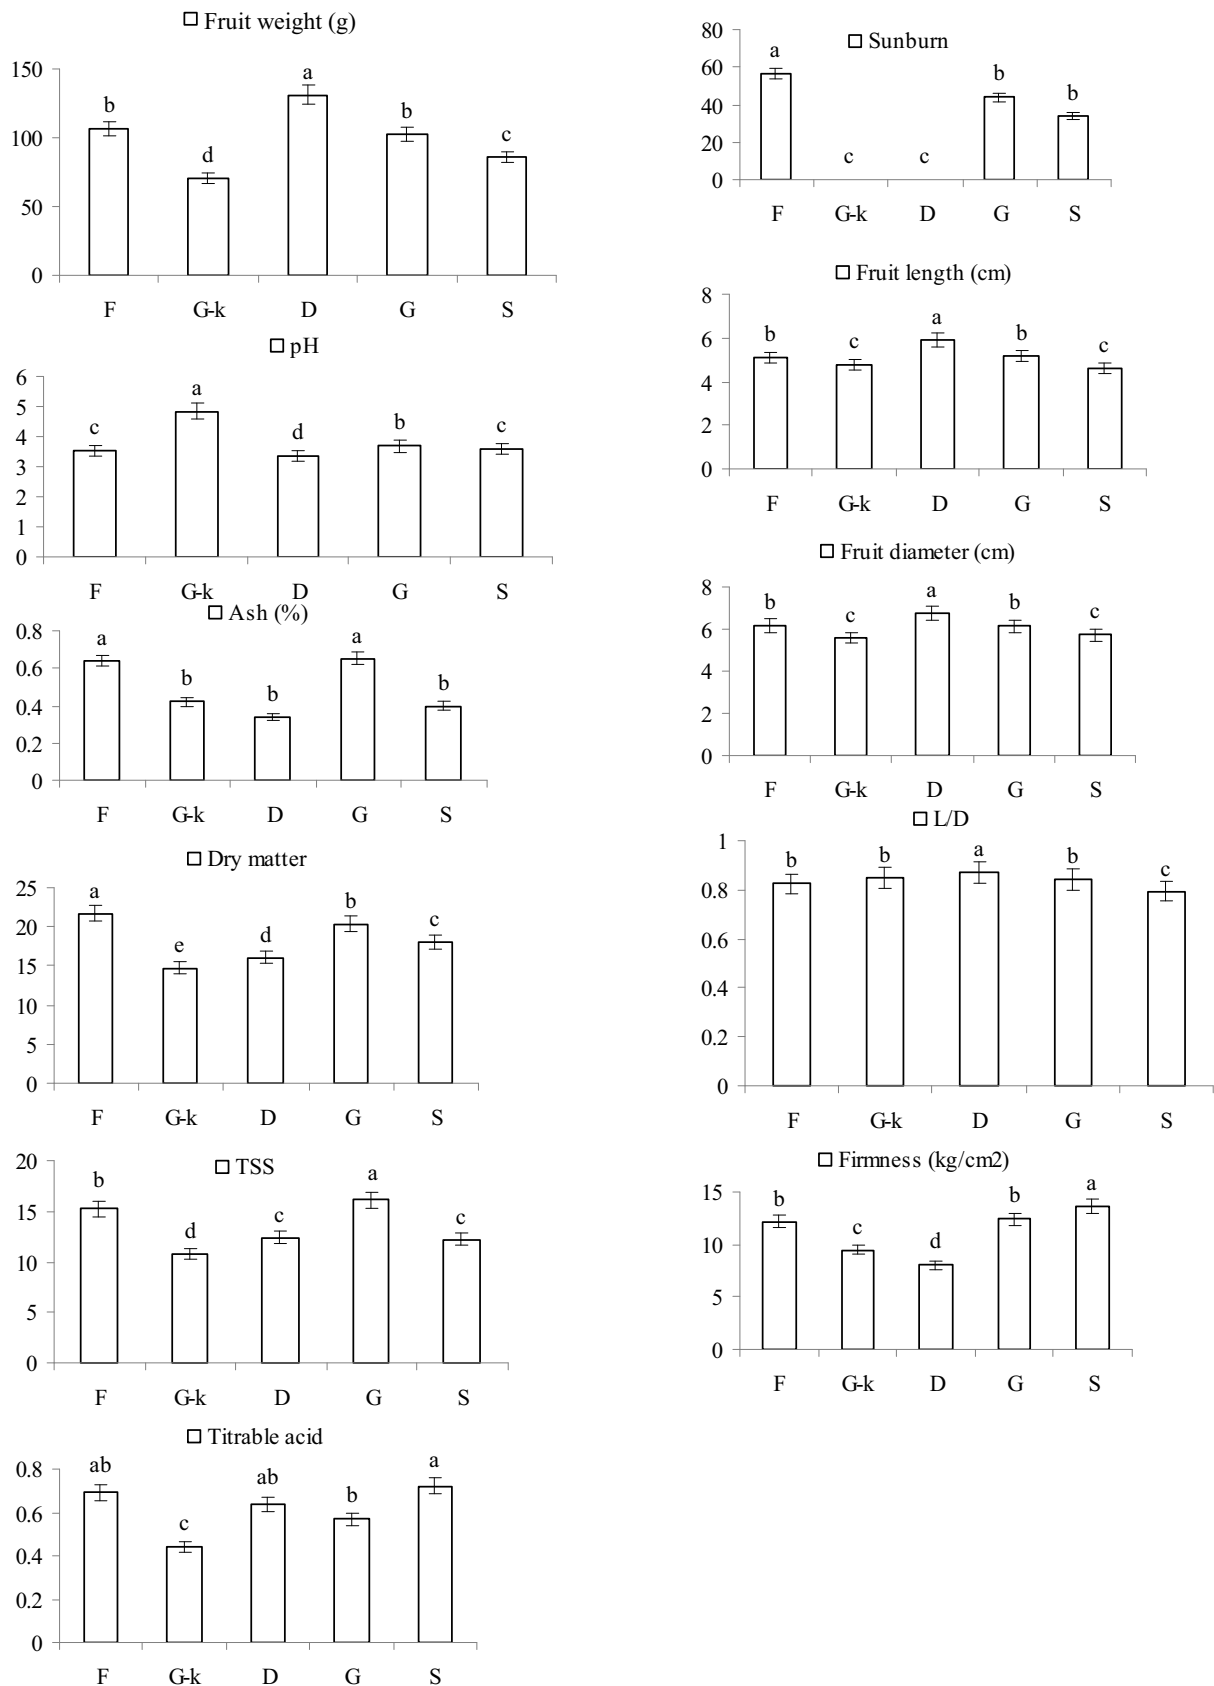 Fruit weight (g)
150
100
50
0
b
d
a
b
c
F G-k D G S
pH
6
5
4
3
2
1
0
c
a
d
b
c
F G-k D G S
Ash (%)
0.8
0.6
0.4
0.2
0
a
b
b
a
b
F G-k D G S
Dry matter
25
20
15
10
5
0
a
e
d
b
c
F G-k D G S
TSS
20
15
10
5
0
b
d
c
a
c
F G-k D G S
Titrable acid
0.8
0.6
0.4
0.2
0
ab
c
ab
b
a
F G-k D G S
Sunburn
80
60
40
20
0
a
c
c
b
b
F G-k D G S
Fruit length (cm)
8
6
4
2
0
b
c
a
b
c
F G-k D G S
Fruit diameter (cm)
8
6
4
2
0
b
c
a
b
c
F G-k D G S
L/D
1
0.8
0.6
0.4
0.2
0
b
b
a
b
c
F G-k D G S
Firmness (kg/cm2)
15
10
5
0
b
c
d
b
a
F G-k D G S